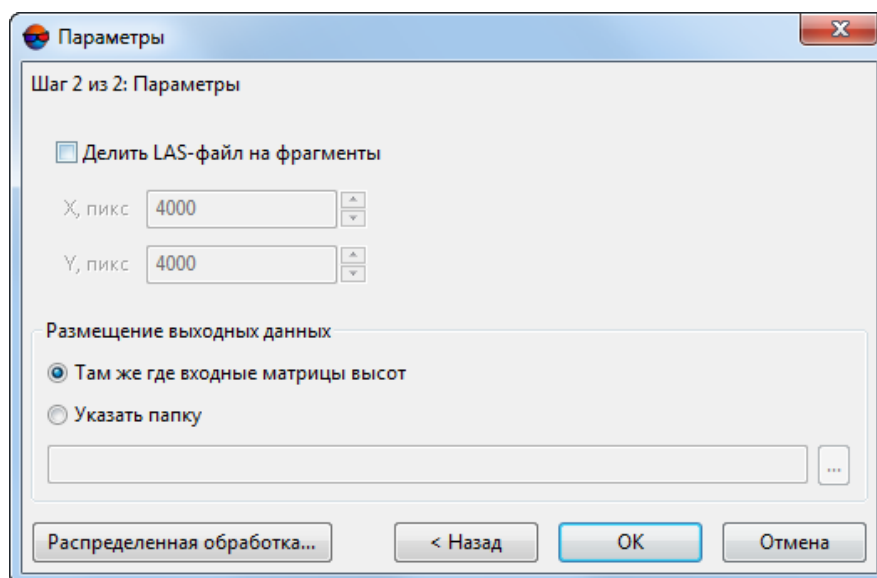 Параметры
Шаг 2 из 2: Параметры
Делить LAS-файл на фрагменты
X, пикс 4000
Y, пикс 4000
Размещение выходных данных
Там же где входные матрицы высот
Указать папку
...
Распределенная обработка... < Назад OK Отмена